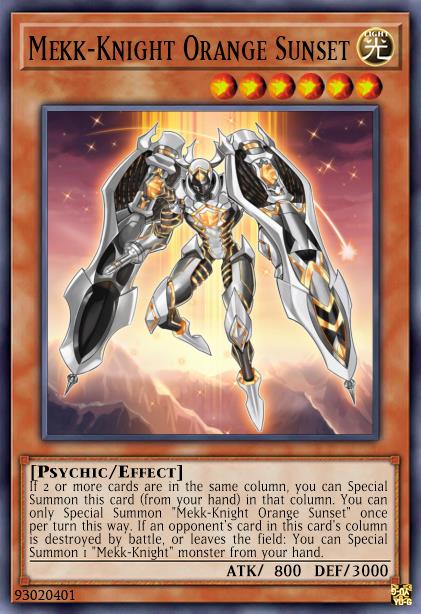 Mekk-Knight Orange Sunset
LIGHT
光
[Psychic/Effect]
If 2 or more cards are in the same column, you can Special
Summon this card (from your hand) in that column. You can
only Special Summon "Mekk-Knight Orange Sunset" once
per turn this way. If an opponent's card in this card's column
is destroyed by battle, or leaves the field: You can Special
Summon 1 "Mekk-Knight" monster from your hand.
ATK/ 800 DEF/3000
93020401